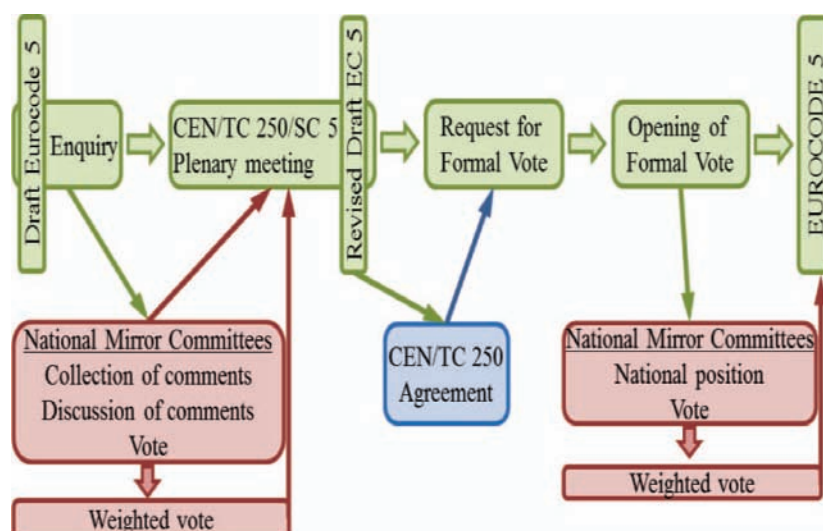 Draft Eurocode 5
Enquiry
CEN/TC 250/SC 5
Plenary meeting
Revised Draft EC 5
Request for
Formal Vote
Opening of
Formal Vote
EUROCODE 5
National Mirror Committees
Collection of comments
Discussion of comments
Vote
Weighted vote
CEN/TC 250
Agreement
National Mirror Committees
National position
Vote
Weighted vote